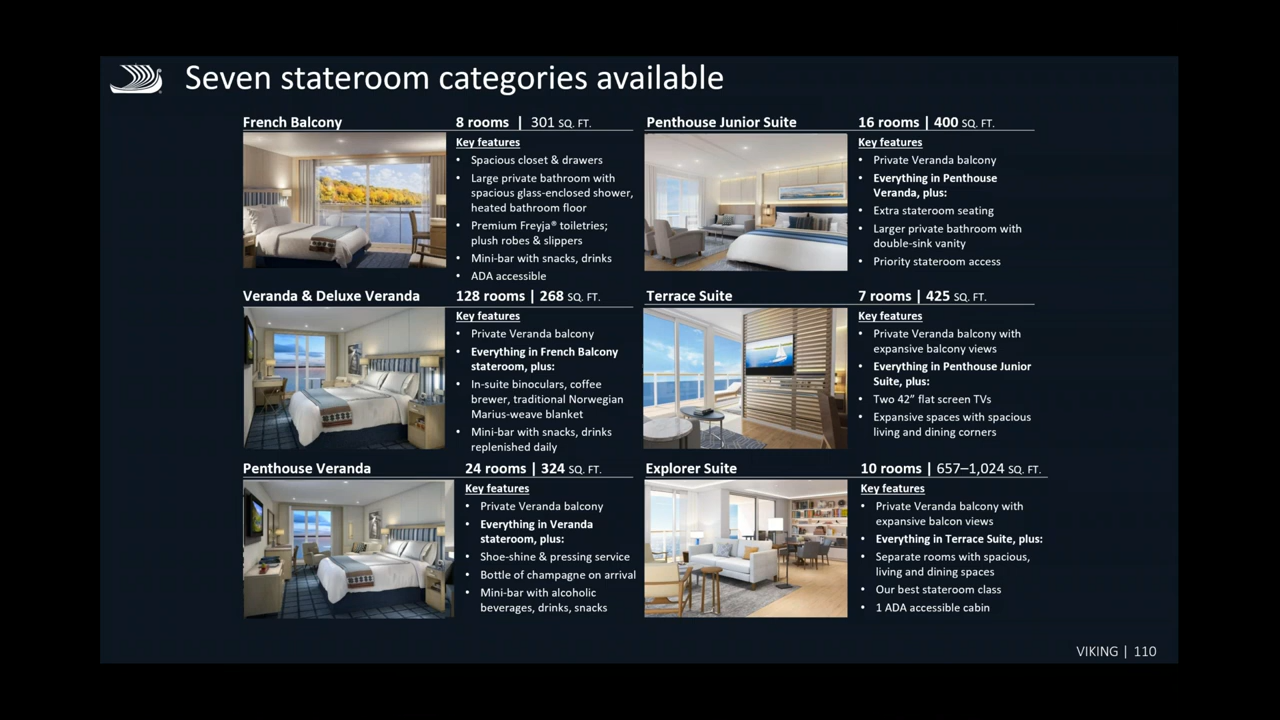 Seven stateroom categories available
French Balcony
8 rooms | 301 SQ. FT.
Key features
• Spacious closet & drawers
• Large private bathroom with
spacious glass-enclosed shower,
heated bathroom floor
• Premium Freyja® toiletries;
plush robes & slippers
• Mini-bar with snacks, drinks
• ADA accessible
Penthouse Junior Suite
16 rooms | 400 SQ. FT.
Key features
• Private Veranda balcony
• Everything in Penthouse
Veranda, plus:
• Extra stateroom seating
• Larger private bathroom with
double-sink vanity
• Priority stateroom access
Veranda & Deluxe Veranda
128 rooms | 268 SQ. FT.
Key features
• Private Veranda balcony
• Everything in French Balcony
stateroom, plus:
• In-suite binoculars, coffee
brewer, traditional Norwegian
Marius-weave blanket
• Mini-bar with snacks, drinks
replenished daily
Terrace Suite
7 rooms | 425 SQ. FT.
Key features
• Private Veranda balcony with
expansive balcony views
• Everything in Penthouse Junior
Suite, plus:
• Two 42” flat screen TVs
• Expansive spaces with spacious
living and dining corners
Penthouse Veranda
24 rooms | 324 SQ. FT.
Key features
• Private Veranda balcony
• Everything in Veranda
stateroom, plus:
• Shoe-shine & pressing service
• Bottle of champagne on arrival
• Mini-bar with alcoholic
beverages, drinks, snacks
Explorer Suite
10 rooms | 657–1,024 SQ. FT.
Key features
• Private Veranda balcony with
expansive balcon views
• Everything in Terrace Suite, plus:
• Separate rooms with spacious,
living and dining spaces
• Our best stateroom class
• 1 ADA accessible cabin
VIKING | 110